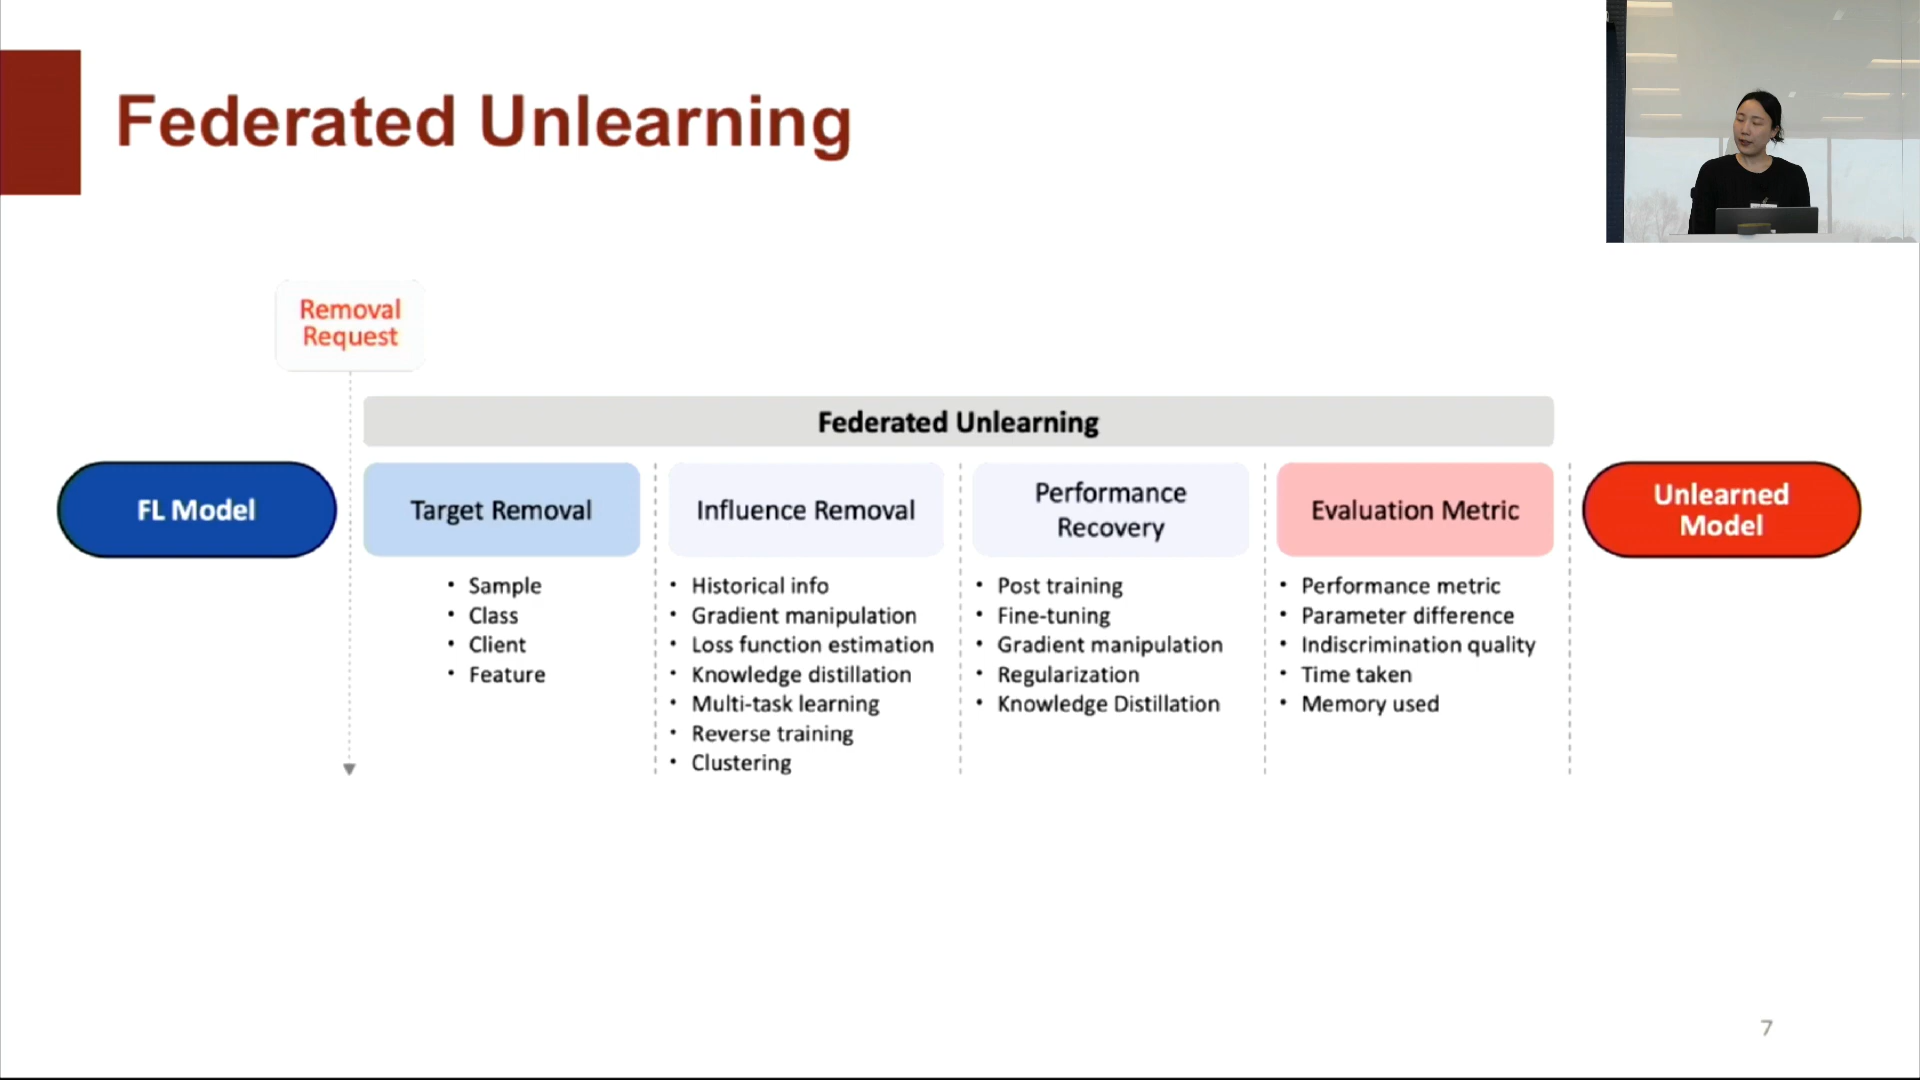 Federated Unlearning
Removal
Request
Federated Unlearning
FL Model
Target Removal
Influence Removal
Performance
Recovery
Evaluation Metric
Unlearned
Model
• Sample
• Class
• Client
• Feature
• Historical info
• Gradient manipulation
• Loss function estimation
• Knowledge distillation
• Multi-task learning
• Reverse training
• Clustering
• Post training
• Fine-tuning
• Gradient manipulation
• Regularization
• Knowledge Distillation
• Performance metric
• Parameter difference
• Indiscrimination quality
• Time taken
• Memory used
7